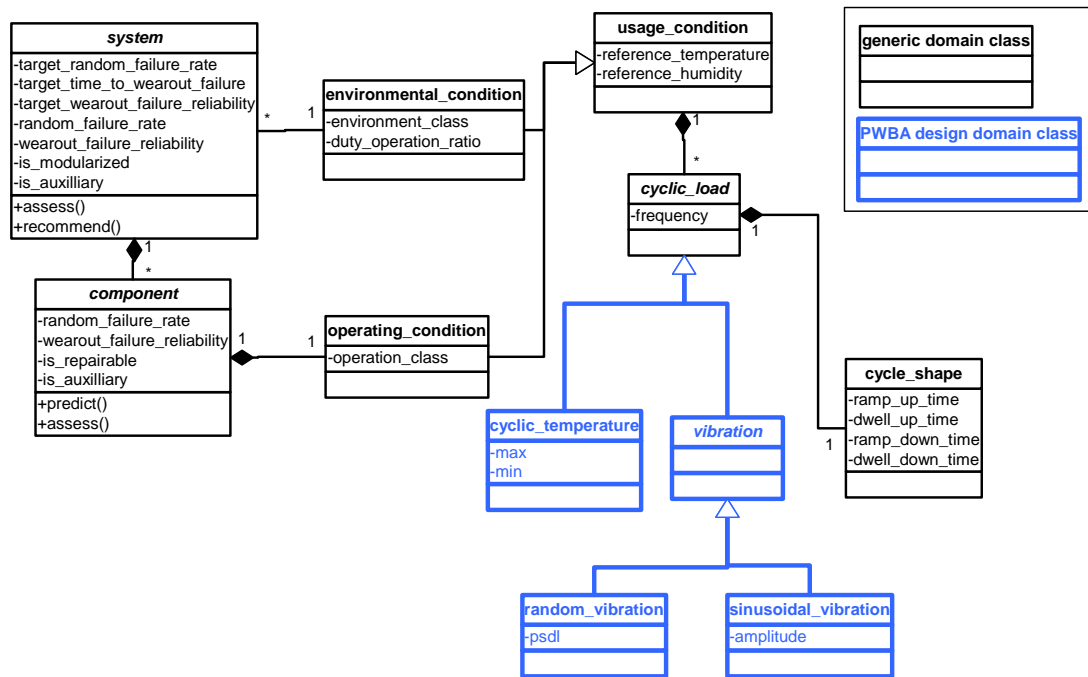 system
-target_random_failure_rate
-target_time_to_wearout_failure
-target_wearout_failure_reliability
-random_failure_rate
-wearout_failure_reliability
-is_modularized
-is_auxilliary
+assess()
+recommend()
*
1
environmental_condition
-environment_class
-duty_operation_ratio
usage_condition
-reference_temperature
-reference_humidity
1
*
generic domain class
PWBA design domain class
cyclic_load
-frequency
1
1
*
component
-random_failure_rate
-wearout_failure_reliability
-is_repairable
-is_auxilliary
+predict()
+assess()
1
1
operating_condition
-operation_class
cycle_shape
-ramp_up_time
-dwell_up_time
-ramp_down_time
-dwell_down_time
1
cyclic_temperature
-max
-min
vibration
random_vibration
-psdl
sinusoidal_vibration
-amplitude